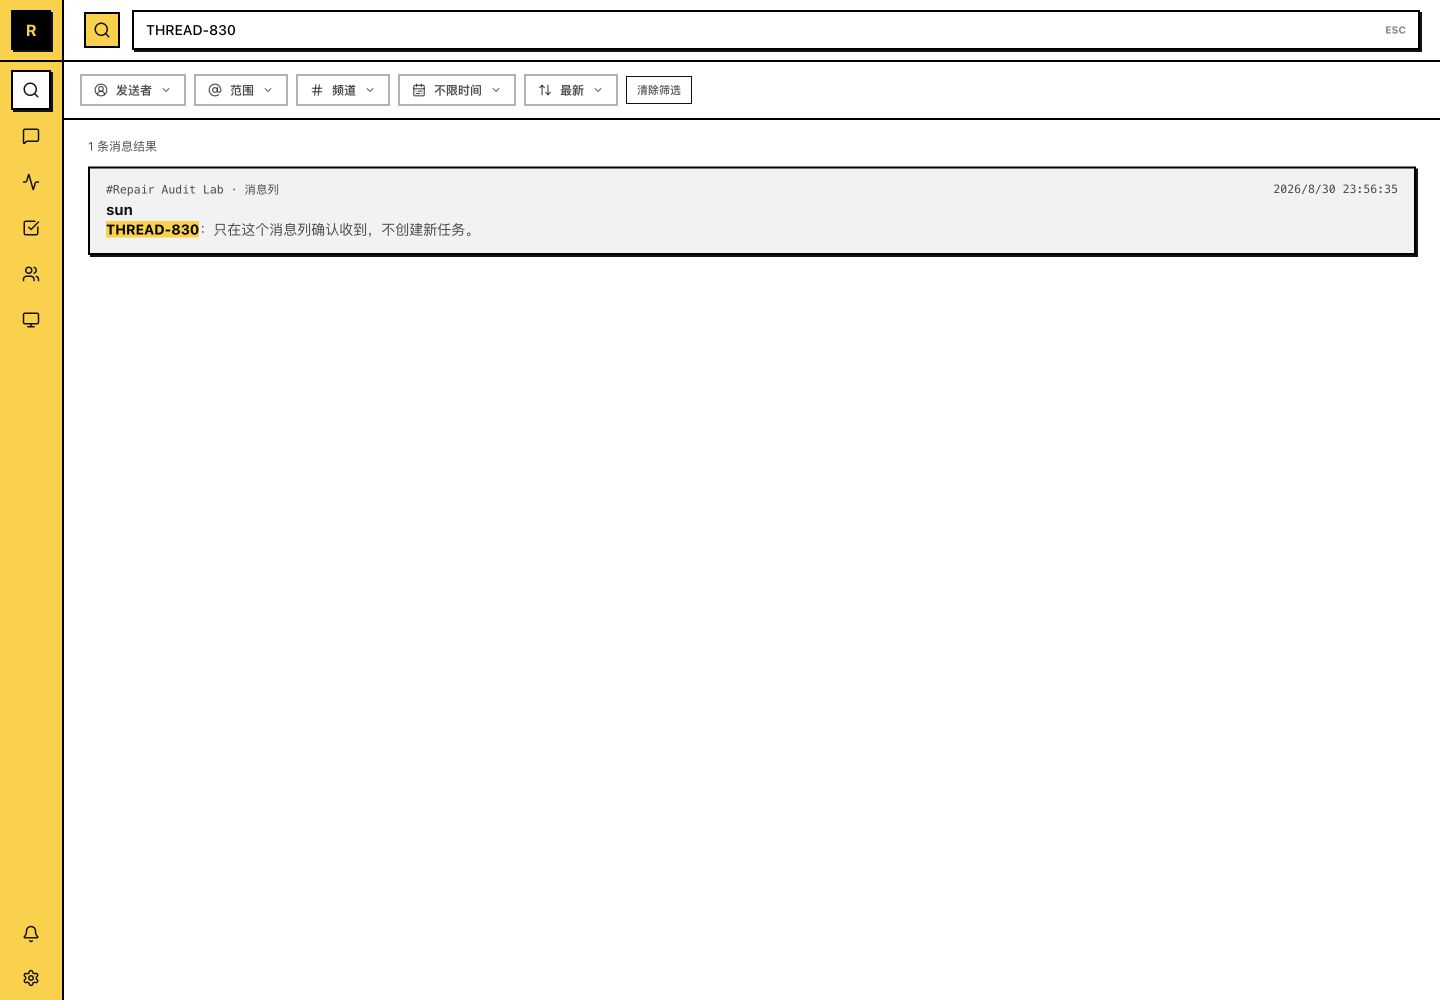 R
THREAD-830
ESC
发送者
范围
频道
不限时间
最新
清除筛选
1 条消息结果
#Repair Audit Lab · 消息列
2026/8/30 23:56:35
sun
THREAD-830：只在这个消息列确认收到，不创建新任务。